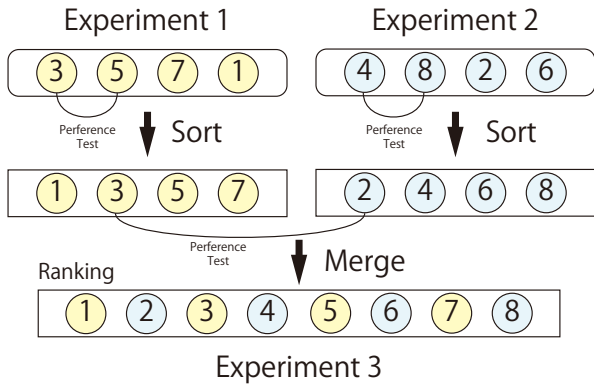 Experiment 1
Experiment 2
3 5 7 1
4 8 2 6
Perference
Test
Sort
Perference
Test
Sort
1 3 5 7
2 4 6 8
Perference
Test
Merge
Ranking
1 2 3 4 5 6 7 8
Experiment 3